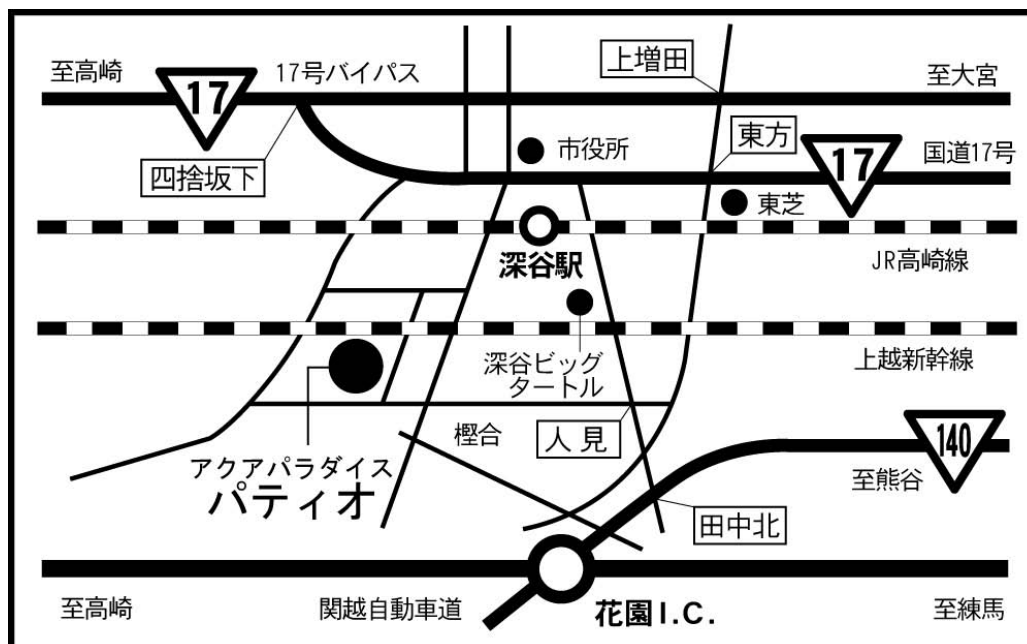 上増田
至高崎
17号バイパス
至大宮
17
四捨坂下
市役所
東方
17
国道17号
東芝
深谷駅
JR高崎線
深谷ビッグ
タートル
上越新幹線
樫合
人見
140
アクアパラダイス
パティオ
至熊谷
田中北
至高崎
関越自動車道
花園I.C.
至練馬